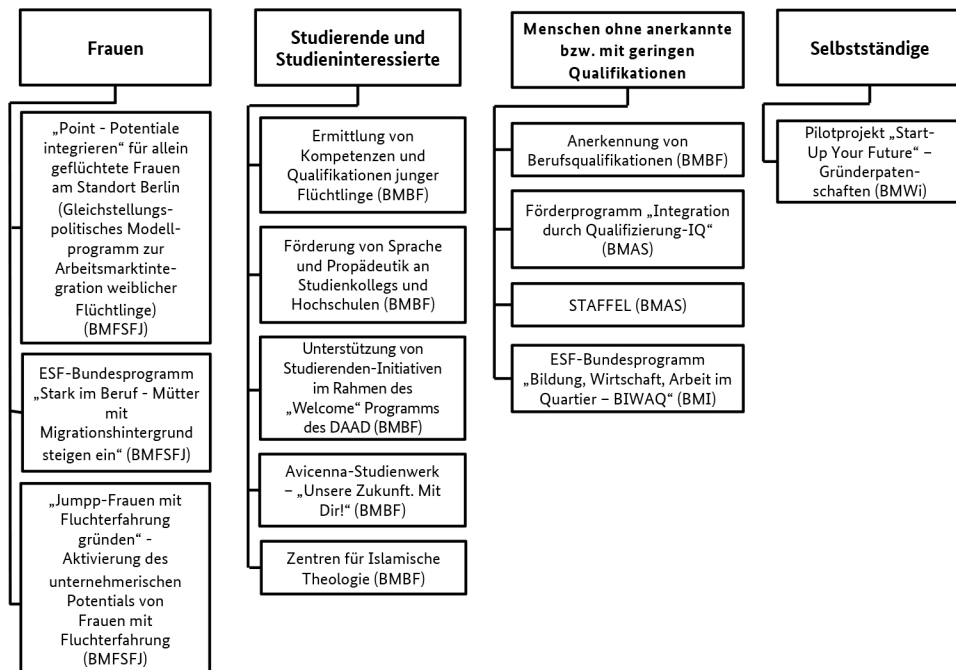 Frauen
„Point - Potentiale
integrieren“ für allein
geflüchtete Frauen
am Standort Berlin
(Gleichstellungs-
politisches Modell-
programm zur
Arbeitsmarktinte-
gration weiblicher
Flüchtlinge)
(BMFSFJ)
ESF-Bundesprogramm
„Stark im Beruf - Mütter
mit
Migrationshintergrund
steigen ein“ (BMFSFJ)
„Jumpp-Frauen mit
Fluchterfahrung
gründen“ -
Aktivierung des
unternehmerischen
Potentials von
Frauen mit
Fluchterfahrung
(BMFSFJ)
Studierende und
Studieninteressierte
Ermittlung von
Kompetenzen und
Qualifikationen junger
Flüchtlinge (BMBF)
Förderung von Sprache
und Propädeutik an
Studienkollegs und
Hochschulen (BMBF)
Unterstützung von
Studierenden-Initiativen
im Rahmen des
„Welcome“ Programms
des DAAD (BMBF)
Avicenna-Studienwerk
– „Unsere Zukunft. Mit
Dir!“ (BMBF)
Zentren für Islamische
Theologie (BMBF)
Menschen ohne anerkannte
bzw. mit geringen
Qualifikationen
Anerkennung von
Berufsqualifikationen (BMBF)
Förderprogramm „Integration
durch Qualifizierung-IQ“
(BMAS)
STAFFEL (BMAS)
ESF-Bundesprogramm
„Bildung, Wirtschaft, Arbeit im
Quartier – BIWAQ“ (BMI)
Selbstständige
Pilotprojekt „Start-
Up Your Future“ –
Gründerpaten-
schaften (BMWi)